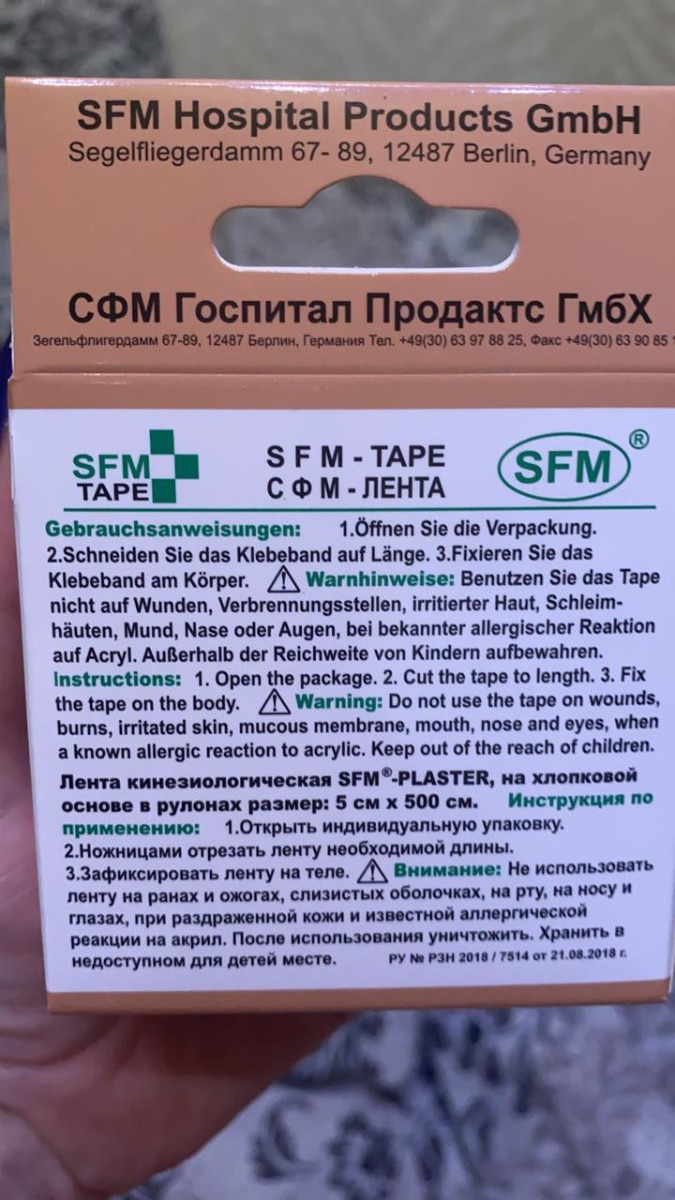 SFM Hospital Products GmbH
Segelfliegerdamm 67- 89, 12487 Berlin, Germany
СФМ Госпитал Продактс ГмбХ
Зегельфлигердамм 67-89, 12487 Берлин, Германия Тел. +49(30) 63 97 88 25, Факс +49(30) 63 90 85
SFM
TAPE
S F M - TAPE
С Ф М - ЛЕНТА
SFM ®
Gebrauchsanweisungen: 1.Öffnen Sie die Verpackung.
2.Schneiden Sie das Klebeband auf Länge. 3.Fixieren Sie das
Klebeband am Körper. ⚠ Warnhinweise: Benutzen Sie das Tape
nicht auf Wunden, Verbrennungsstellen, irritierter Haut, Schleim-
häuten, Mund, Nase oder Augen, bei bekannter allergischer Reaktion
auf Acryl. Außerhalb der Reichweite von Kindern aufbewahren.
Instructions: 1. Open the package. 2. Cut the tape to length. 3. Fix
the tape on the body. ⚠ Warning: Do not use the tape on wounds,
burns, irritated skin, mucous membrane, mouth, nose and eyes, when
a known allergic reaction to acrylic. Keep out of the reach of children.
Лента кинезиологическая SFM®-PLASTER, на хлопковой
основе в рулонах размер: 5 см х 500 см. Инструкция по
применению: 1.Открыть индивидуальную упаковку.
2.Ножницами отрезать ленту необходимой длины.
3.Зафиксировать ленту на теле. ⚠ Внимание: Не использовать
ленту на ранах и ожогах, слизистых оболочках, на рту, на носу и
глазах, при раздраженной кожи и известной аллергической
реакции на акрил. После использования уничтожить. Хранить в
недоступном для детей месте. РУ № РЗН 2018 / 7514 от 21.08.2018 г.